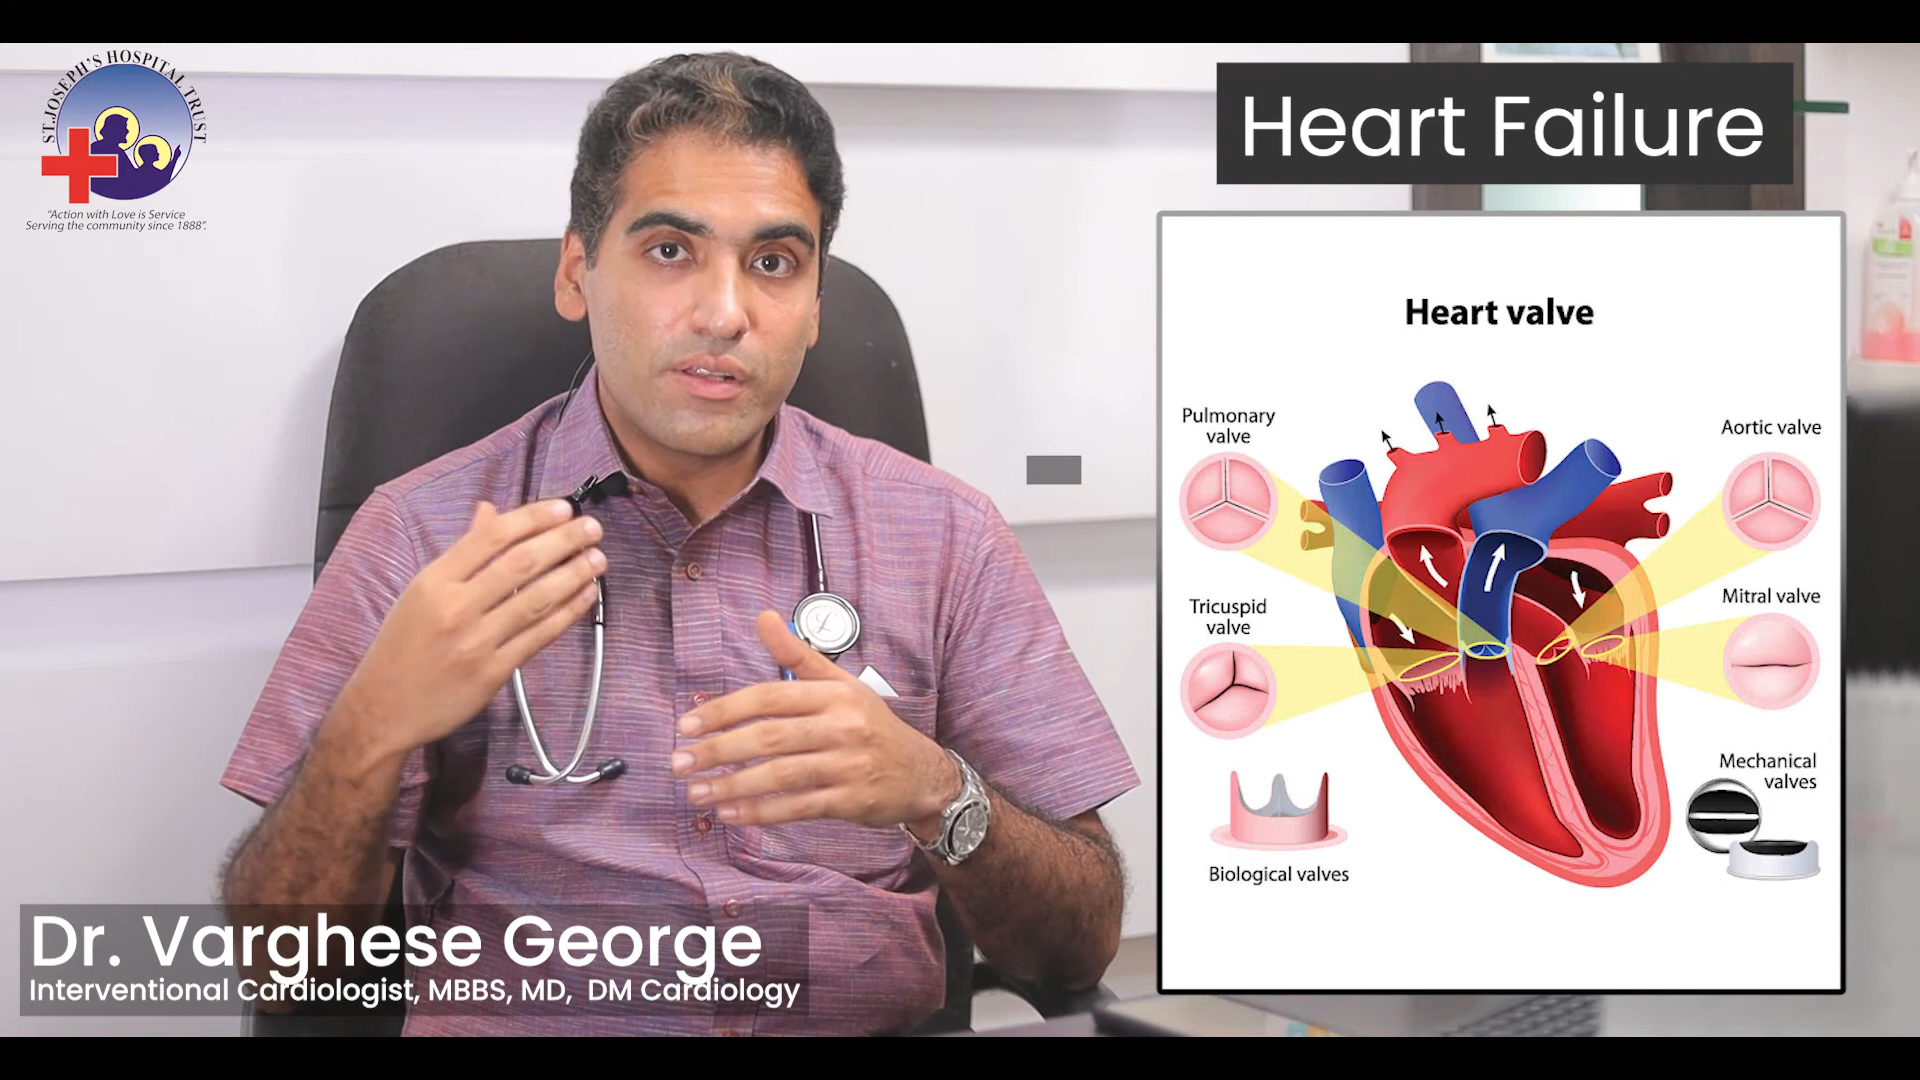 ST.JOSEPH'S HOSPITAL TRUST
"Action with Love is Service
Serving the community since 1888".
Heart Failure
Heart valve
Pulmonary
valve
Aortic valve
Tricuspid
valve
Mitral valve
Mechanical
valves
Biological valves
Dr. Varghese George
Interventional Cardiologist, MBBS, MD, DM Cardiology